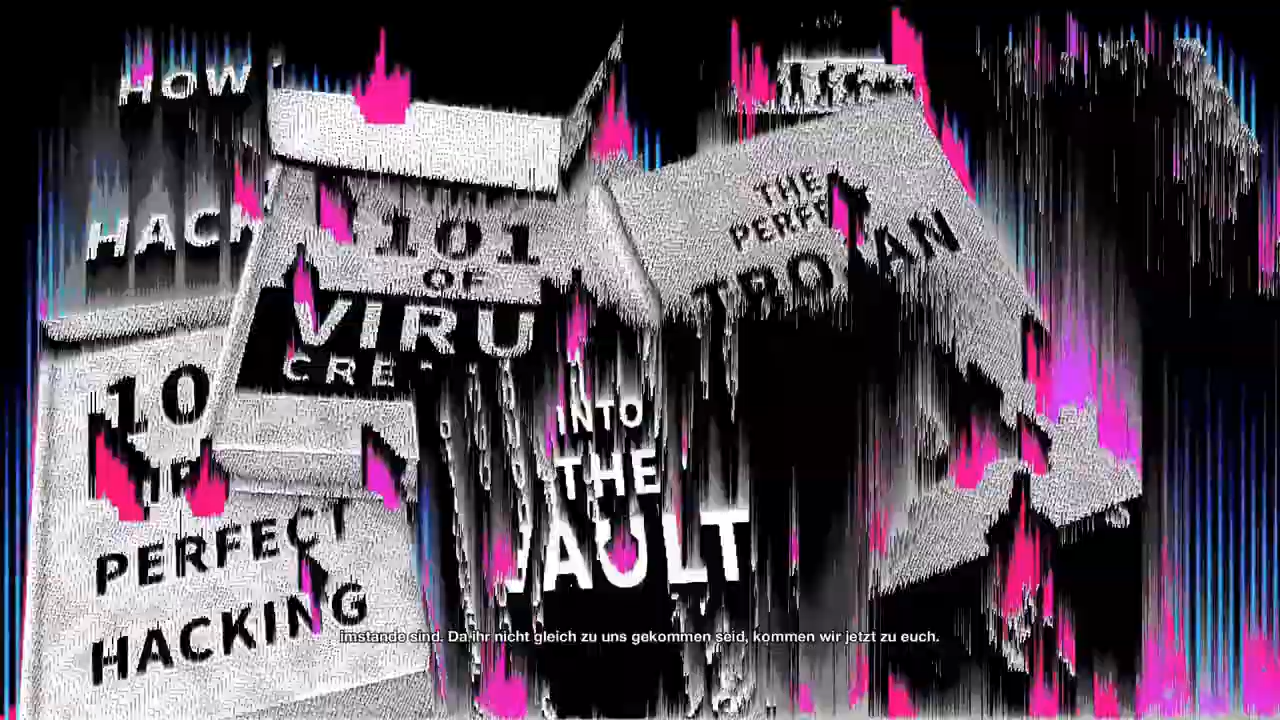 HOW
HACK
101
OF
VIRU
CRE
THE
PERFE
TROJAN
10
PERFECT
HACKING
INTO
THE
VAULT
imstande sind. Da ihr nicht gleich zu uns gekommen seid, kommen wir jetzt zu euch.